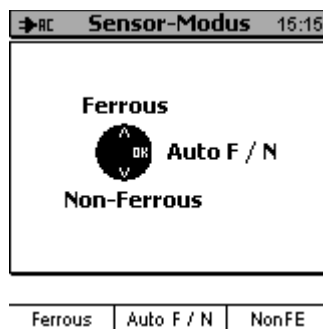 AC Sensor-Modus 15:15
Ferrous
OK Auto F / N
Non-Ferrous
Ferrous Auto F / N NonFE